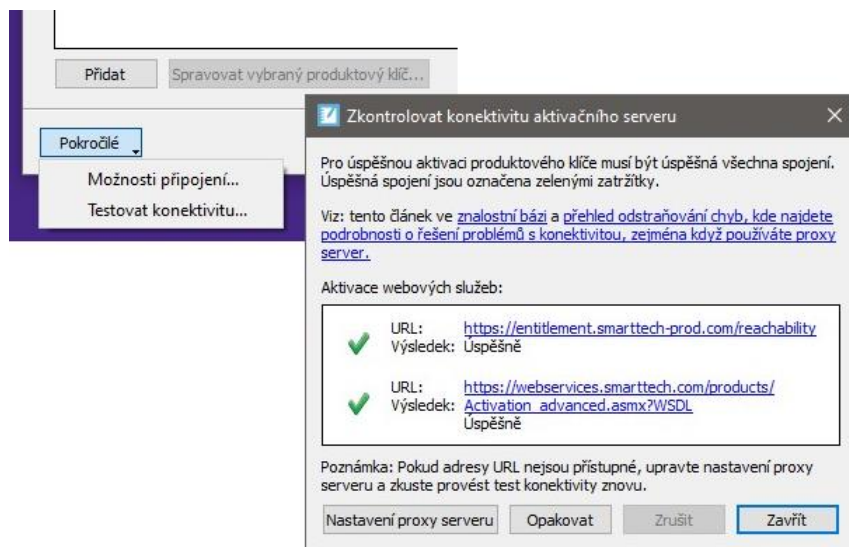 Přidat
Spravovat vybraný produktový klíč...
Pokročilé
Možnosti připojení...
Testovat konektivitu...
Zkontrolovat konektivitu aktivačního serveru
Pro úspěšnou aktivaci produktového klíče musí být úspěšná všechna spojení.
Úspěšná spojení jsou označena zelenými zatržítky.
Viz: tento článek ve znalostní bázi a přehled odstraňování chyb, kde najdete
podrobnosti o řešení problémů s konektivitou, zejména když používáte proxy
server.
Aktivace webových služeb:
URL: https://entitlement.smarttech-prod.com/reachability
Výsledek: Úspěšně
URL: https://webservices.smarttech.com/products/
Výsledek: Activation_advanced.asmx?WSDL
Úspěšně
Poznámka: Pokud adresy URL nejsou přístupné, upravte nastavení proxy
serveru a zkuste provést test konektivity znovu.
Nastavení proxy serveru
Opakovat
Zrušit
Zavřít